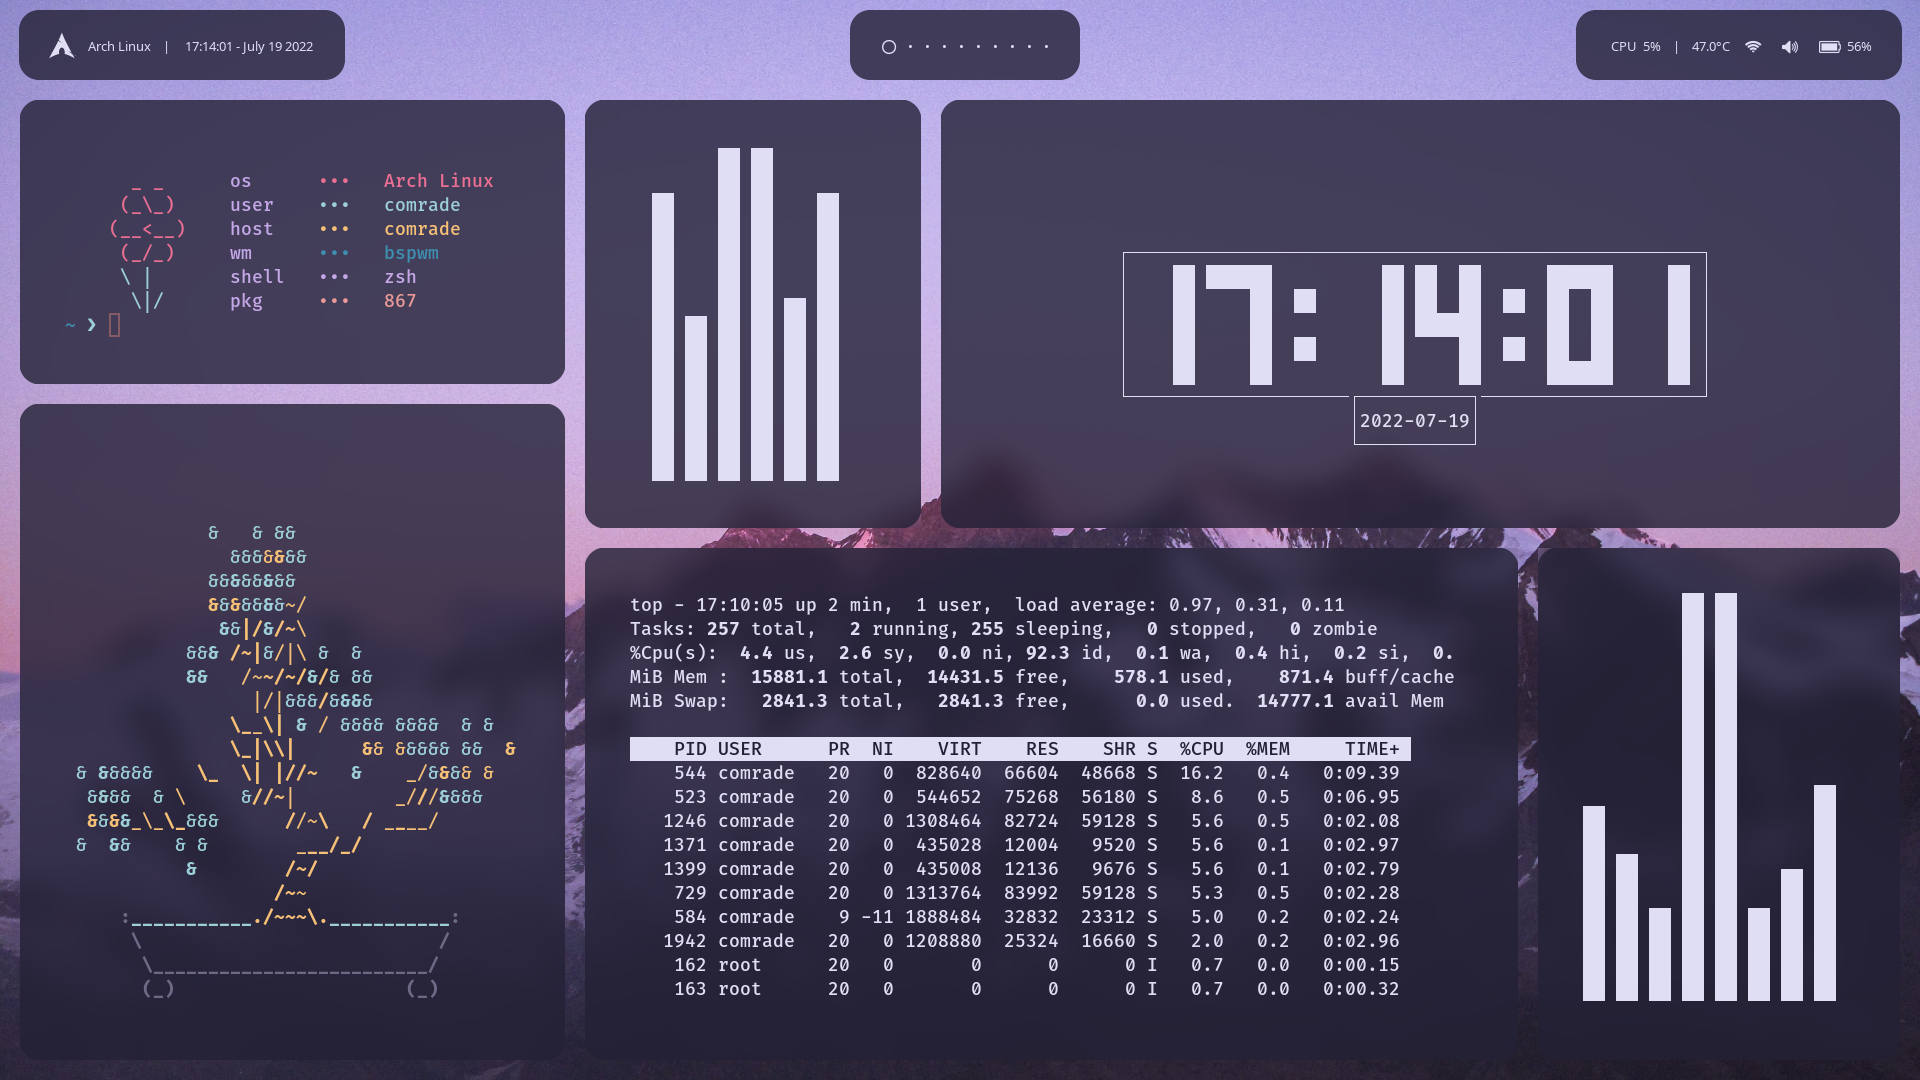 Arch Linux | 17:14:01 - July 19 2022
CPU 5% | 47.0°C 56%
os ••• Arch Linux
user ••• comrade
host ••• comrade
wm ••• bspwm
shell ••• zsh
pkg ••• 867
~ ❯
17:14:01
2022-07-19
top - 17:10:05 up 2 min,  1 user,  load average: 0.97, 0.31, 0.11
Tasks: 257 total,   2 running, 255 sleeping,   0 stopped,   0 zombie
%Cpu(s):  4.4 us,  2.6 sy,  0.0 ni, 92.3 id,  0.1 wa,  0.4 hi,  0.2 si,  0.
MiB Mem :  15881.1 total,  14431.5 free,    578.1 used,    871.4 buff/cache
MiB Swap:   2841.3 total,   2841.3 free,      0.0 used.  14777.1 avail Mem
PID USER PR NI VIRT RES SHR S %CPU %MEM TIME+
544 comrade 20 0 828640 66604 48668 S 16.2 0.4 0:09.39
523 comrade 20 0 544652 75268 56180 S 8.6 0.5 0:06.95
1246 comrade 20 0 1308464 82724 59128 S 5.6 0.5 0:02.08
1371 comrade 20 0 435028 12004 9520 S 5.6 0.1 0:02.97
1399 comrade 20 0 435008 12136 9676 S 5.6 0.1 0:02.79
729 comrade 20 0 1313764 83992 59128 S 5.3 0.5 0:02.28
584 comrade 9 -11 1888484 32832 23312 S 5.0 0.2 0:02.24
1942 comrade 20 0 1208880 25324 16660 S 2.0 0.2 0:02.96
162 root 20 0 0 0 0 I 0.7 0.0 0:00.15
163 root 20 0 0 0 0 I 0.7 0.0 0:00.32